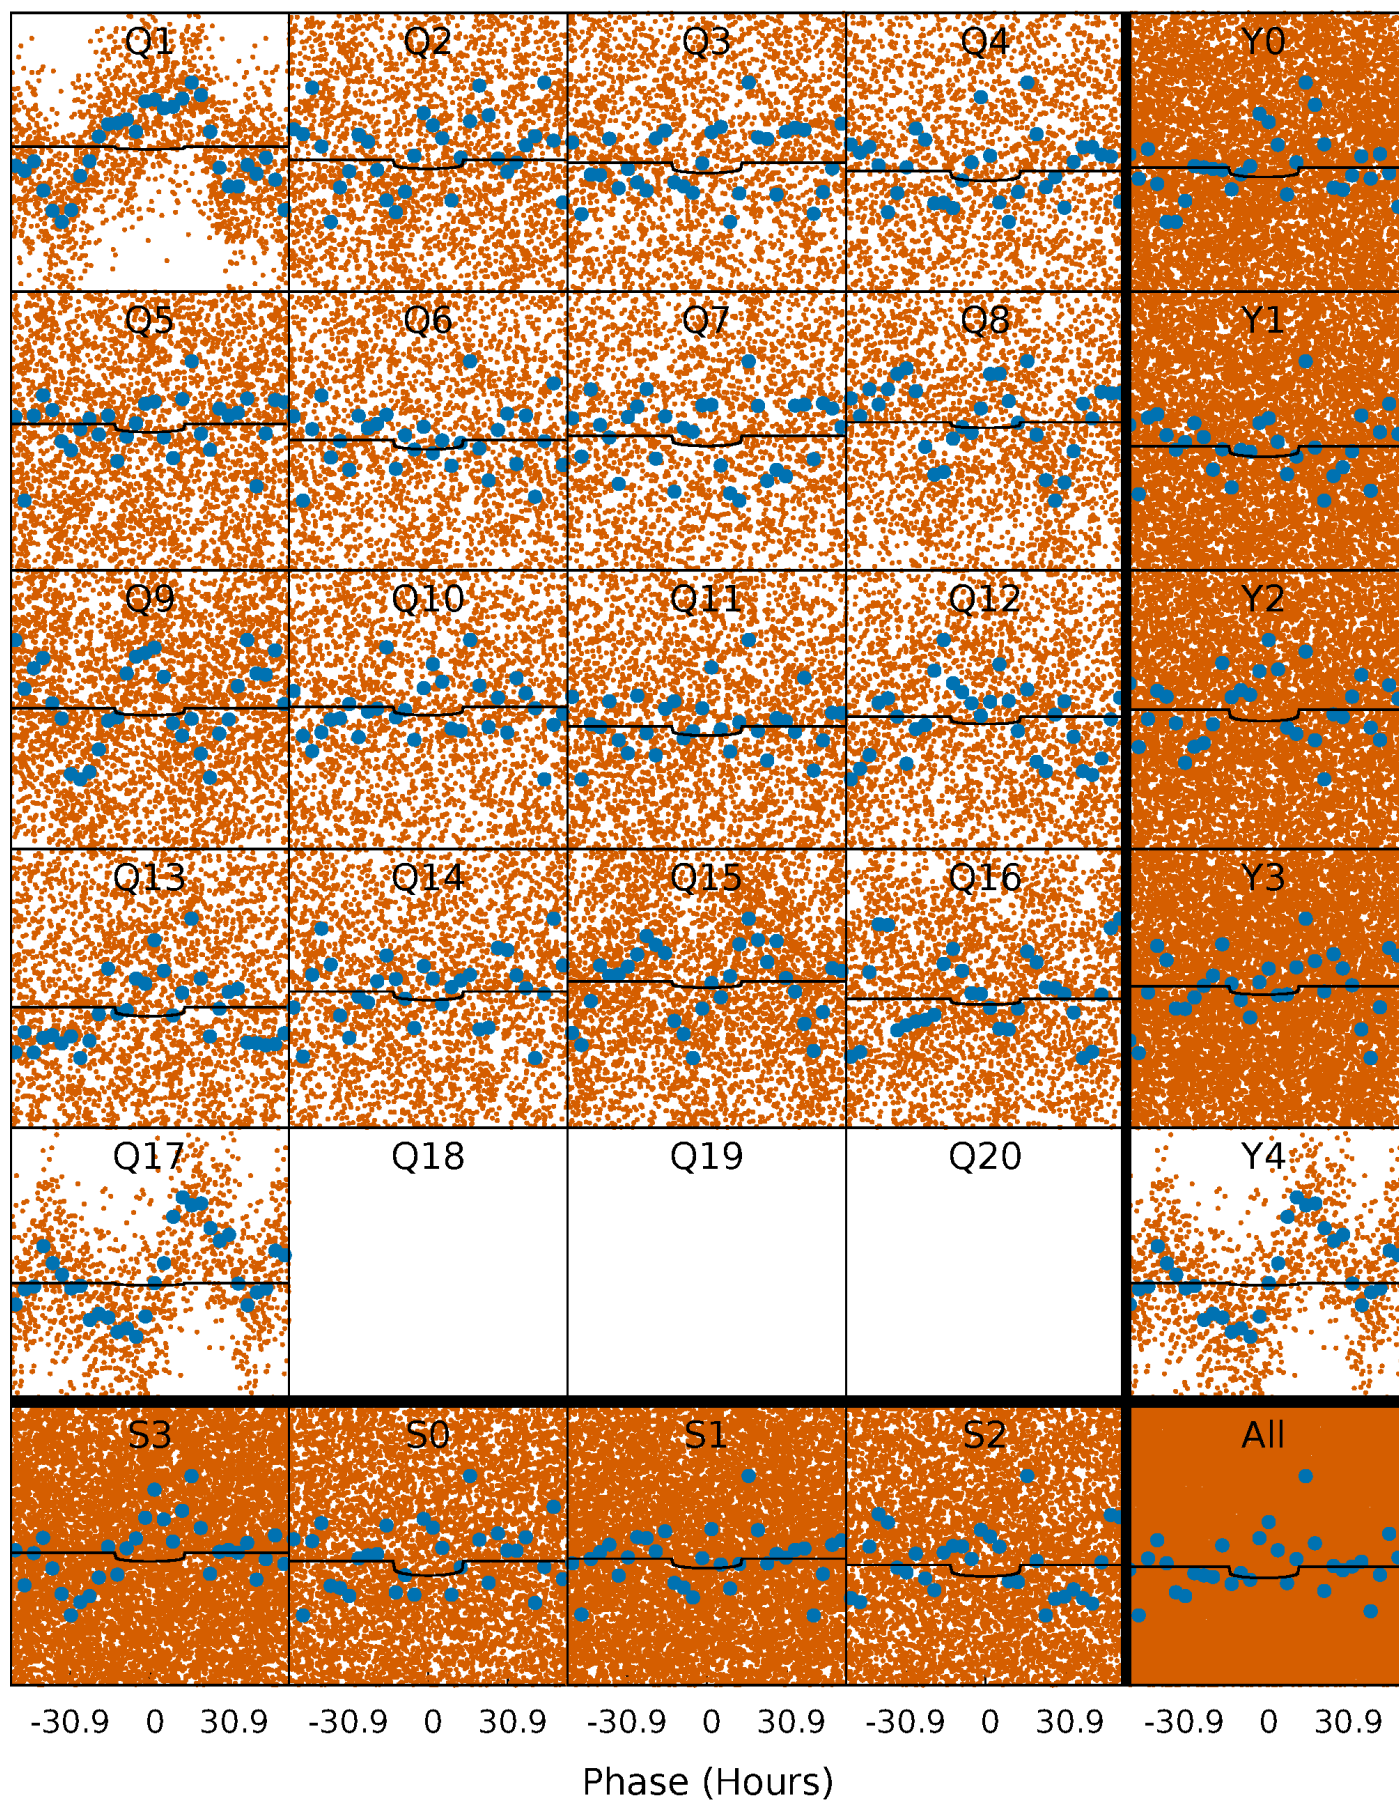 Q1 Q2 Q3 Q4 Y0
Q5 Q6 Q7 Q8 Y1
Q9 Q10 Q11 Q12 Y2
Q13 Q14 Q15 Q16 Y3
Q17 Q18 Q19 Q20 Y4
S3 S0 S1 S2 All
-30.9 0 30.9 -30.9 0 30.9 -30.9 0 30.9 -30.9 0 30.9 -30.9 0 30.9
Phase (Hours)